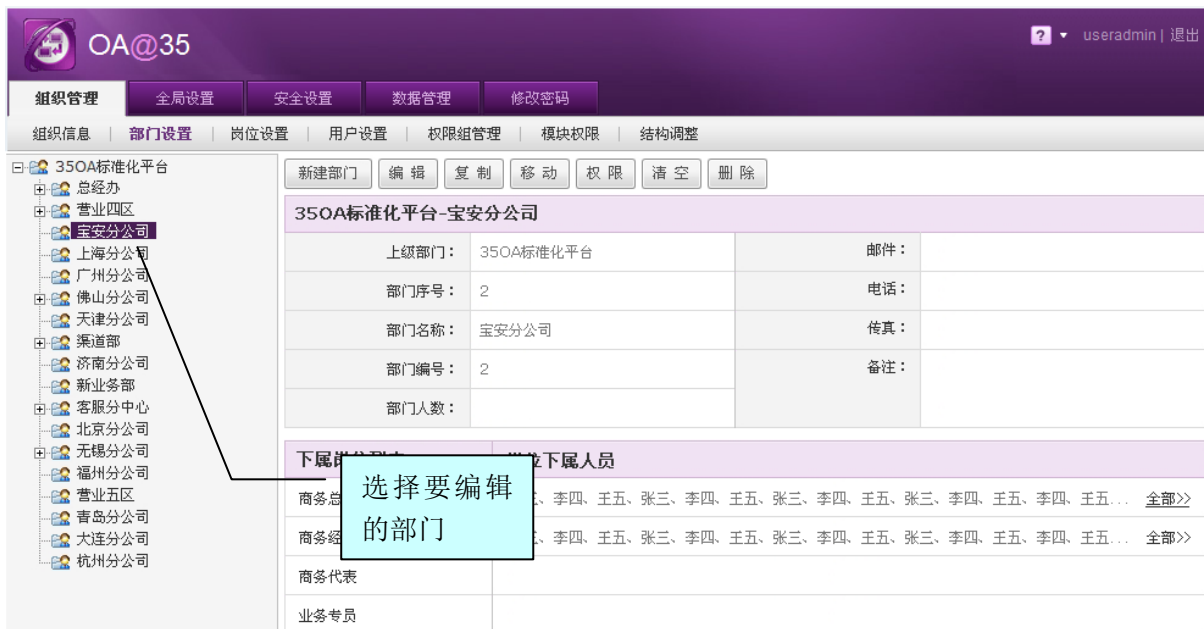 OA@35
? useradmin | 退出
组织管理 全局设置 安全设置 数据管理 修改密码
组织信息 | 部门设置 | 岗位设置 | 用户设置 | 权限组管理 | 模块权限 | 结构调整
35OA标准化平台
总经办
营业四区
宝安分公司
上海分公司
广州分公司
佛山分公司
天津分公司
渠道部
济南分公司
新业务部
客服分中心
北京分公司
无锡分公司
福州分公司
营业五区
青岛分公司
大连分公司
杭州分公司
新建部门 编辑 复制 移动 权限 清空 删除
35OA标准化平台-宝安分公司
上级部门： 35OA标准化平台 邮件：
部门序号： 2 电话：
部门名称： 宝安分公司 传真：
部门编号： 2 备注：
部门人数：
下属 下属人员
商务总 、李四、王五、张三、李四、王五、张三、李四、王五、张三、李四、王五、李四、王五... 全部>>
商务经 、李四、王五、张三、李四、王五、张三、李四、王五、张三、李四、王五、李四、王五... 全部>>
商务代表
业务专员
选择要编辑
的部门